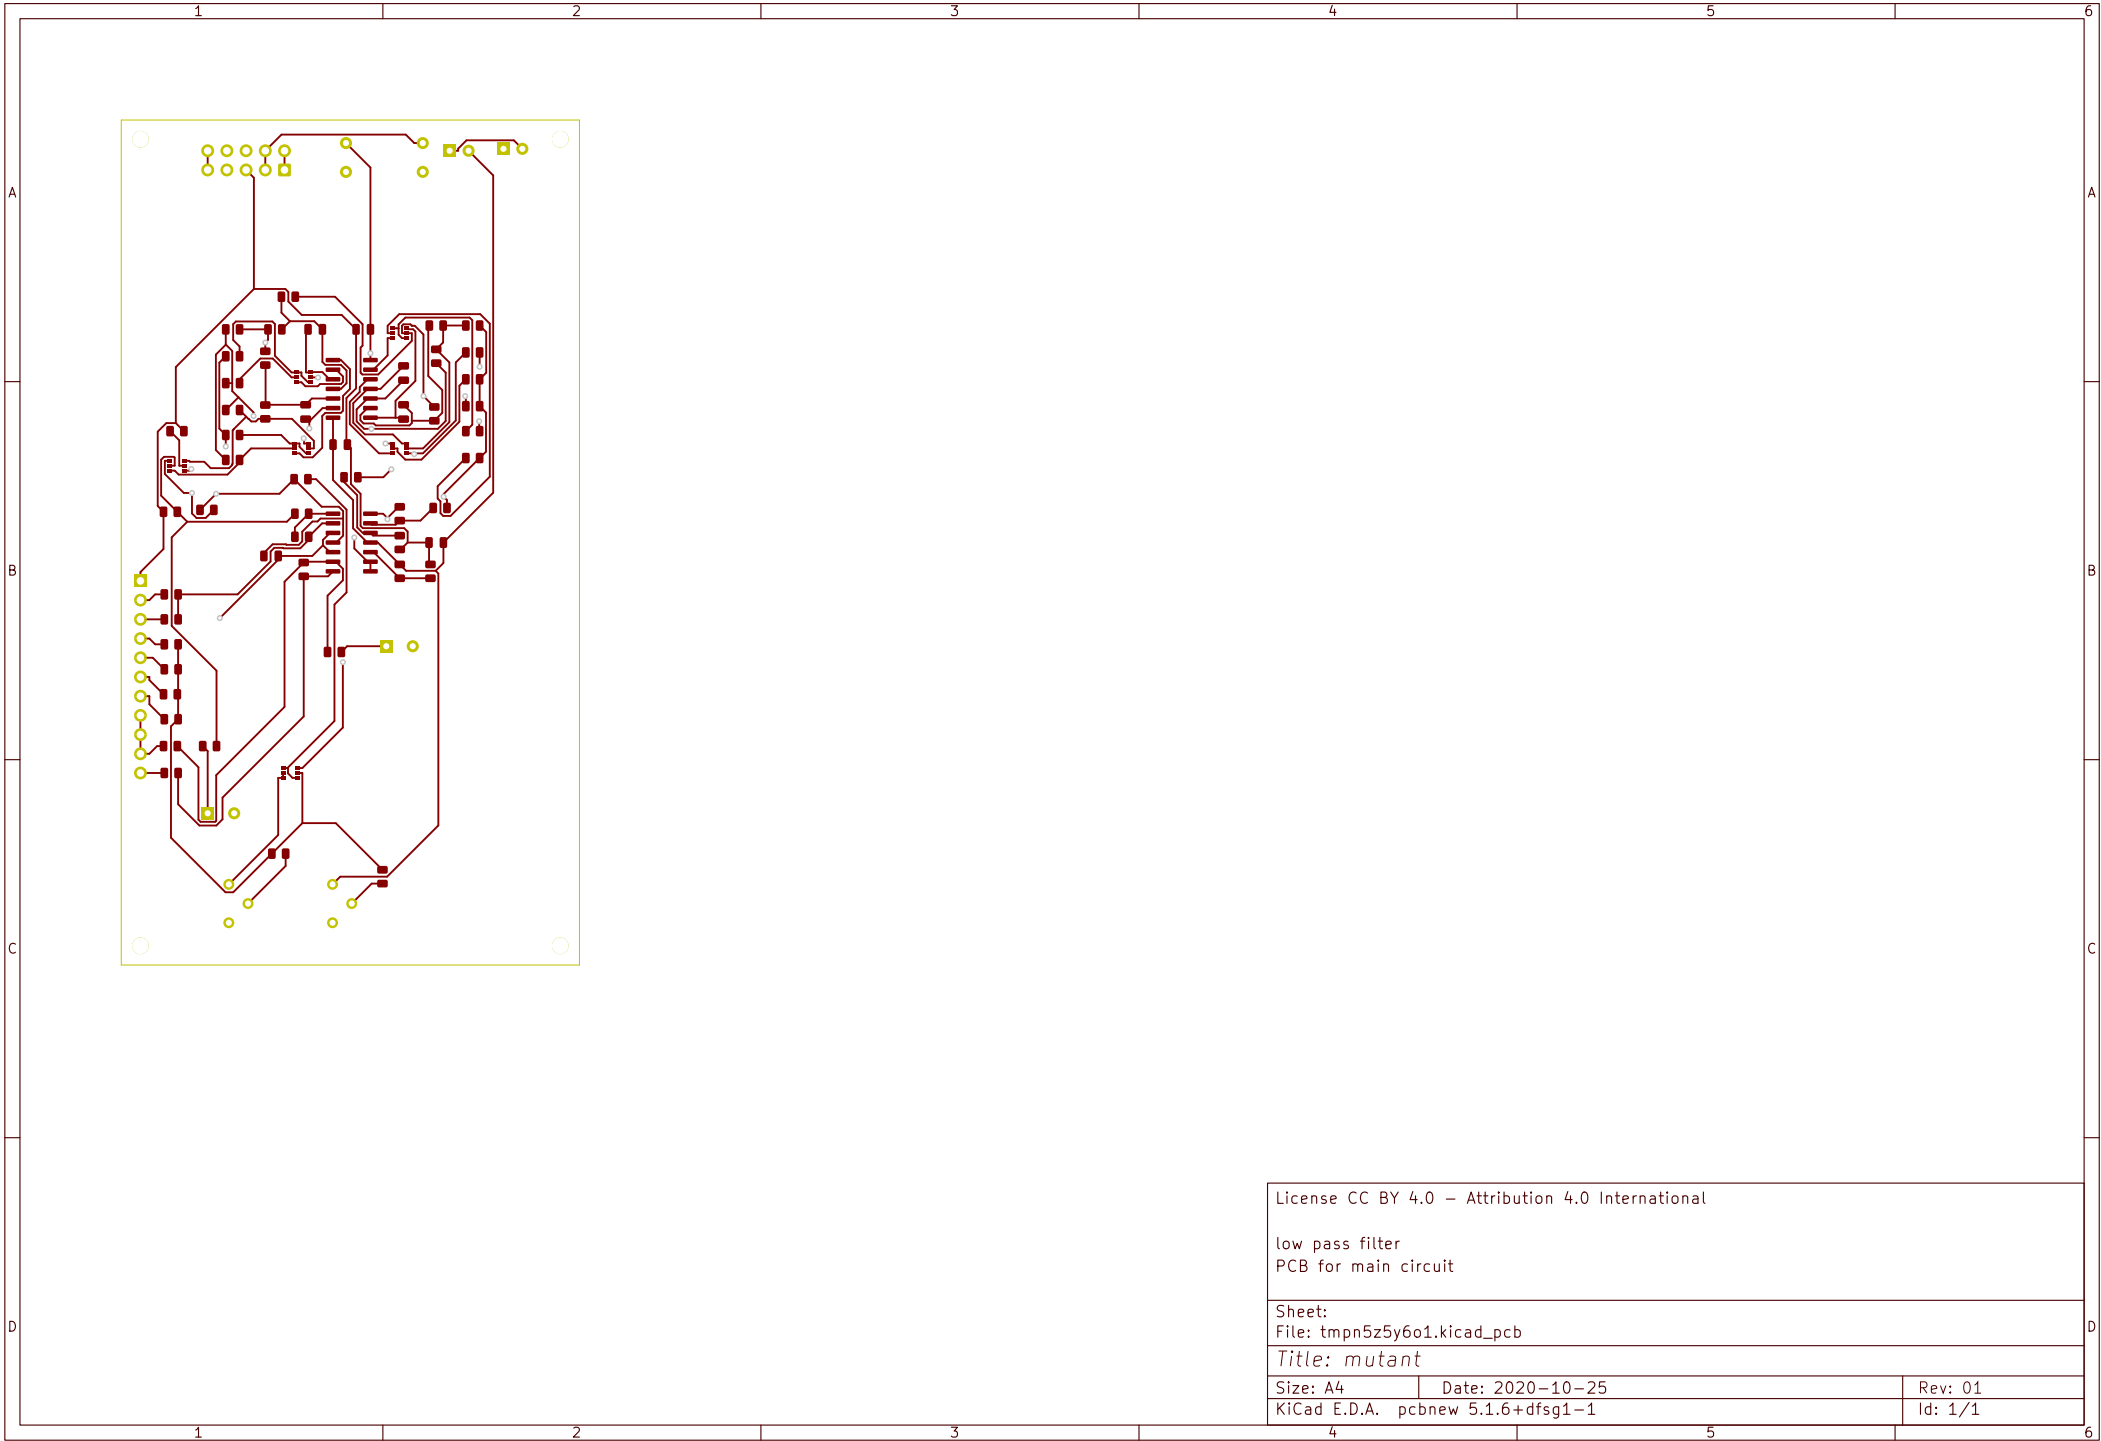 1 2 3 4 5 6
A A
B B
C C
D D
License CC BY 4.0 - Attribution 4.0 International
low pass filter
PCB for main circuit
Sheet:
File: tmpn5z5y6o1.kicad_pcb
Title: mutant
Size: A4 Date: 2020-10-25 Rev: 01
KiCad E.D.A. pcbnew 5.1.6+dfsg1-1 Id: 1/1
1 2 3 4 5 6